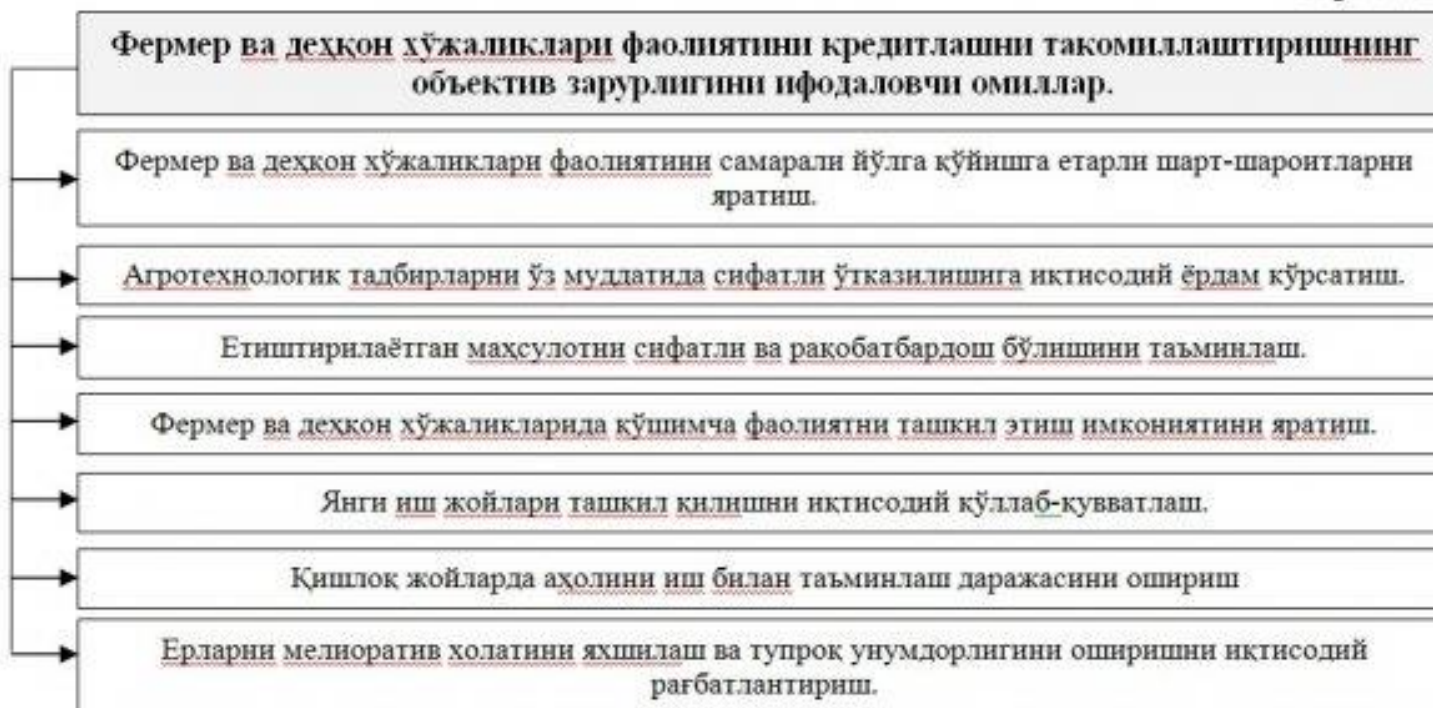 Фермер ва деҳқон хўжаликлари фаолиятини кредитлашни такомиллаштиришнинг
объектив зарурлигини ифодаловчи омиллар.
Фермер ва деҳқон хўжаликлари фаолиятини самарали йўлга қўйишга етарли шарт-шароитларни
яратиш.
Агротехнологик тадбирларни ўз муддатида сифатли ўтказилишига иқтисодий ёрдам кўрсатиш.
Етиштирилаётган маҳсулотни сифатли ва рақобатбардош бўлишини таъминлаш.
Фермер ва деҳқон хўжаликларида қўшимча фаолиятни ташкил этиш имкониятини яратиш.
Янги иш жойлари ташкил қилишни иқтисодий қўллаб-қувватлаш.
Қишлоқ жойларда аҳолини иш билан таъминлаш даражасини ошириш
Ерларни мелиоратив холатини яхшилаш ва тупроқ унумдорлигини оширишни иқтисодий
рағбатлантириш.